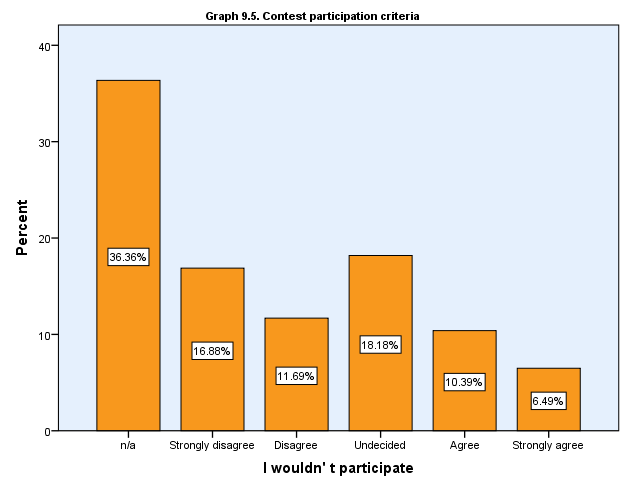 Graph 9.5. Contest participation criteria
Percent
40
30
20
10
0
36.36%
16.88%
11.69%
18.18%
10.39%
6.49%
n/a
Strongly disagree
Disagree
Undecided
Agree
Strongly agree
I wouldn' t participate